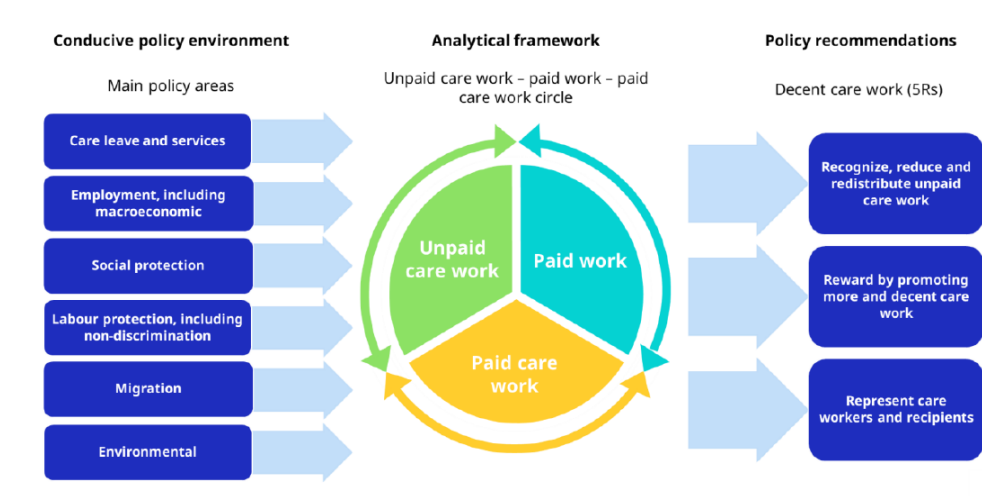 Conducive policy environment
Main policy areas
Care leave and services
Employment, including
macroeconomic
Social protection
Labour protection, including
non-discrimination
Migration
Environmental
Analytical framework
Unpaid care work – paid work – paid
care work circle
Unpaid
care work
Paid work
Paid care
work
Policy recommendations
Decent care work (5Rs)
Recognize, reduce and
redistribute unpaid
care work
Reward by promoting
more and decent care
work
Represent care
workers and recipients